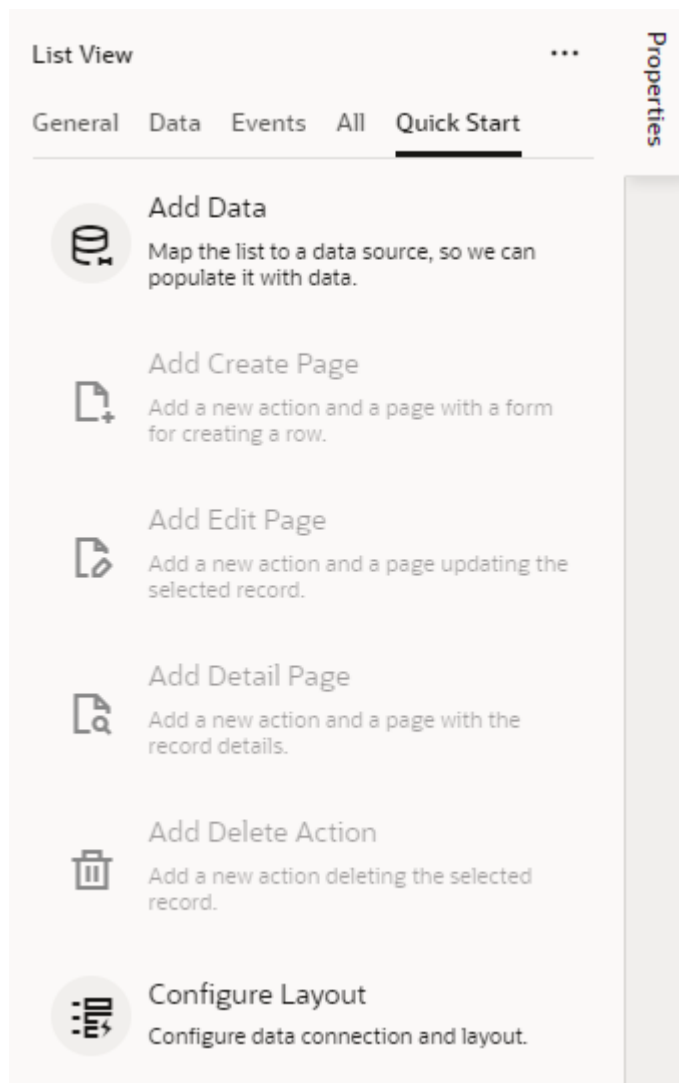 List View
Properties
General Data Events All Quick Start
Add Data
Map the list to a data source, so we can
populate it with data.
Add Create Page
Add a new action and a page with a form
for creating a row.
Add Edit Page
Add a new action and a page updating the
selected record.
Add Detail Page
Add a new action and a page with the
record details.
Add Delete Action
Add a new action deleting the selected
record.
Configure Layout
Configure data connection and layout.